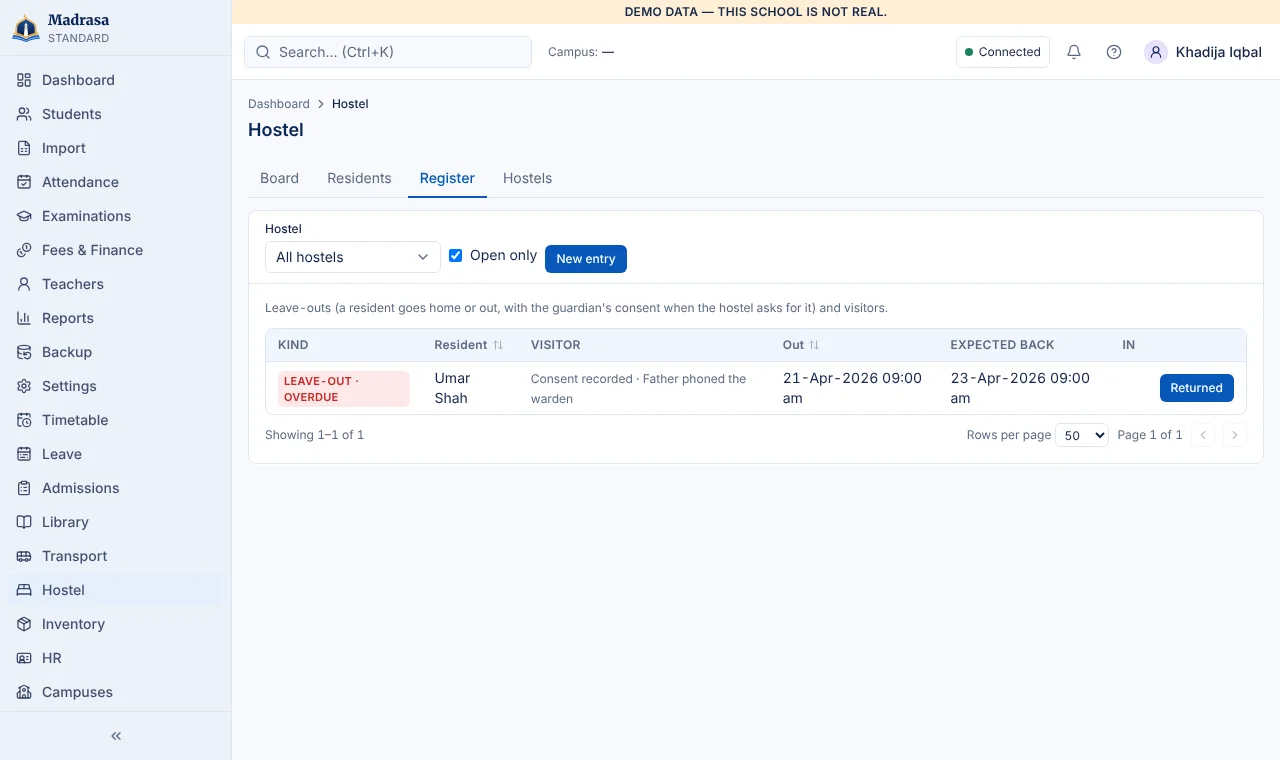 DEMO DATA — THIS SCHOOL IS NOT REAL.
Madrasa
STANDARD
Search... (Ctrl+K)
Campus: —
Connected
Khadija Iqbal
Dashboard
Students
Import
Attendance
Examinations
Fees & Finance
Teachers
Reports
Backup
Settings
Timetable
Leave
Admissions
Library
Transport
Hostel
Inventory
HR
Campuses
Dashboard > Hostel
Hostel
Board
Residents
Register
Hostels
Hostel
All hostels
Open only
New entry
Leave-outs (a resident goes home or out, with the guardian's consent when the hostel asks for it) and visitors.
KIND
Resident
VISITOR
Out
EXPECTED BACK
IN
LEAVE-OUT ·
OVERDUE
Umar
Shah
Consent recorded · Father phoned the
warden
21-Apr-2026 09:00
am
23-Apr-2026 09:00
am
Returned
Showing 1–1 of 1
Rows per page 50
Page 1 of 1